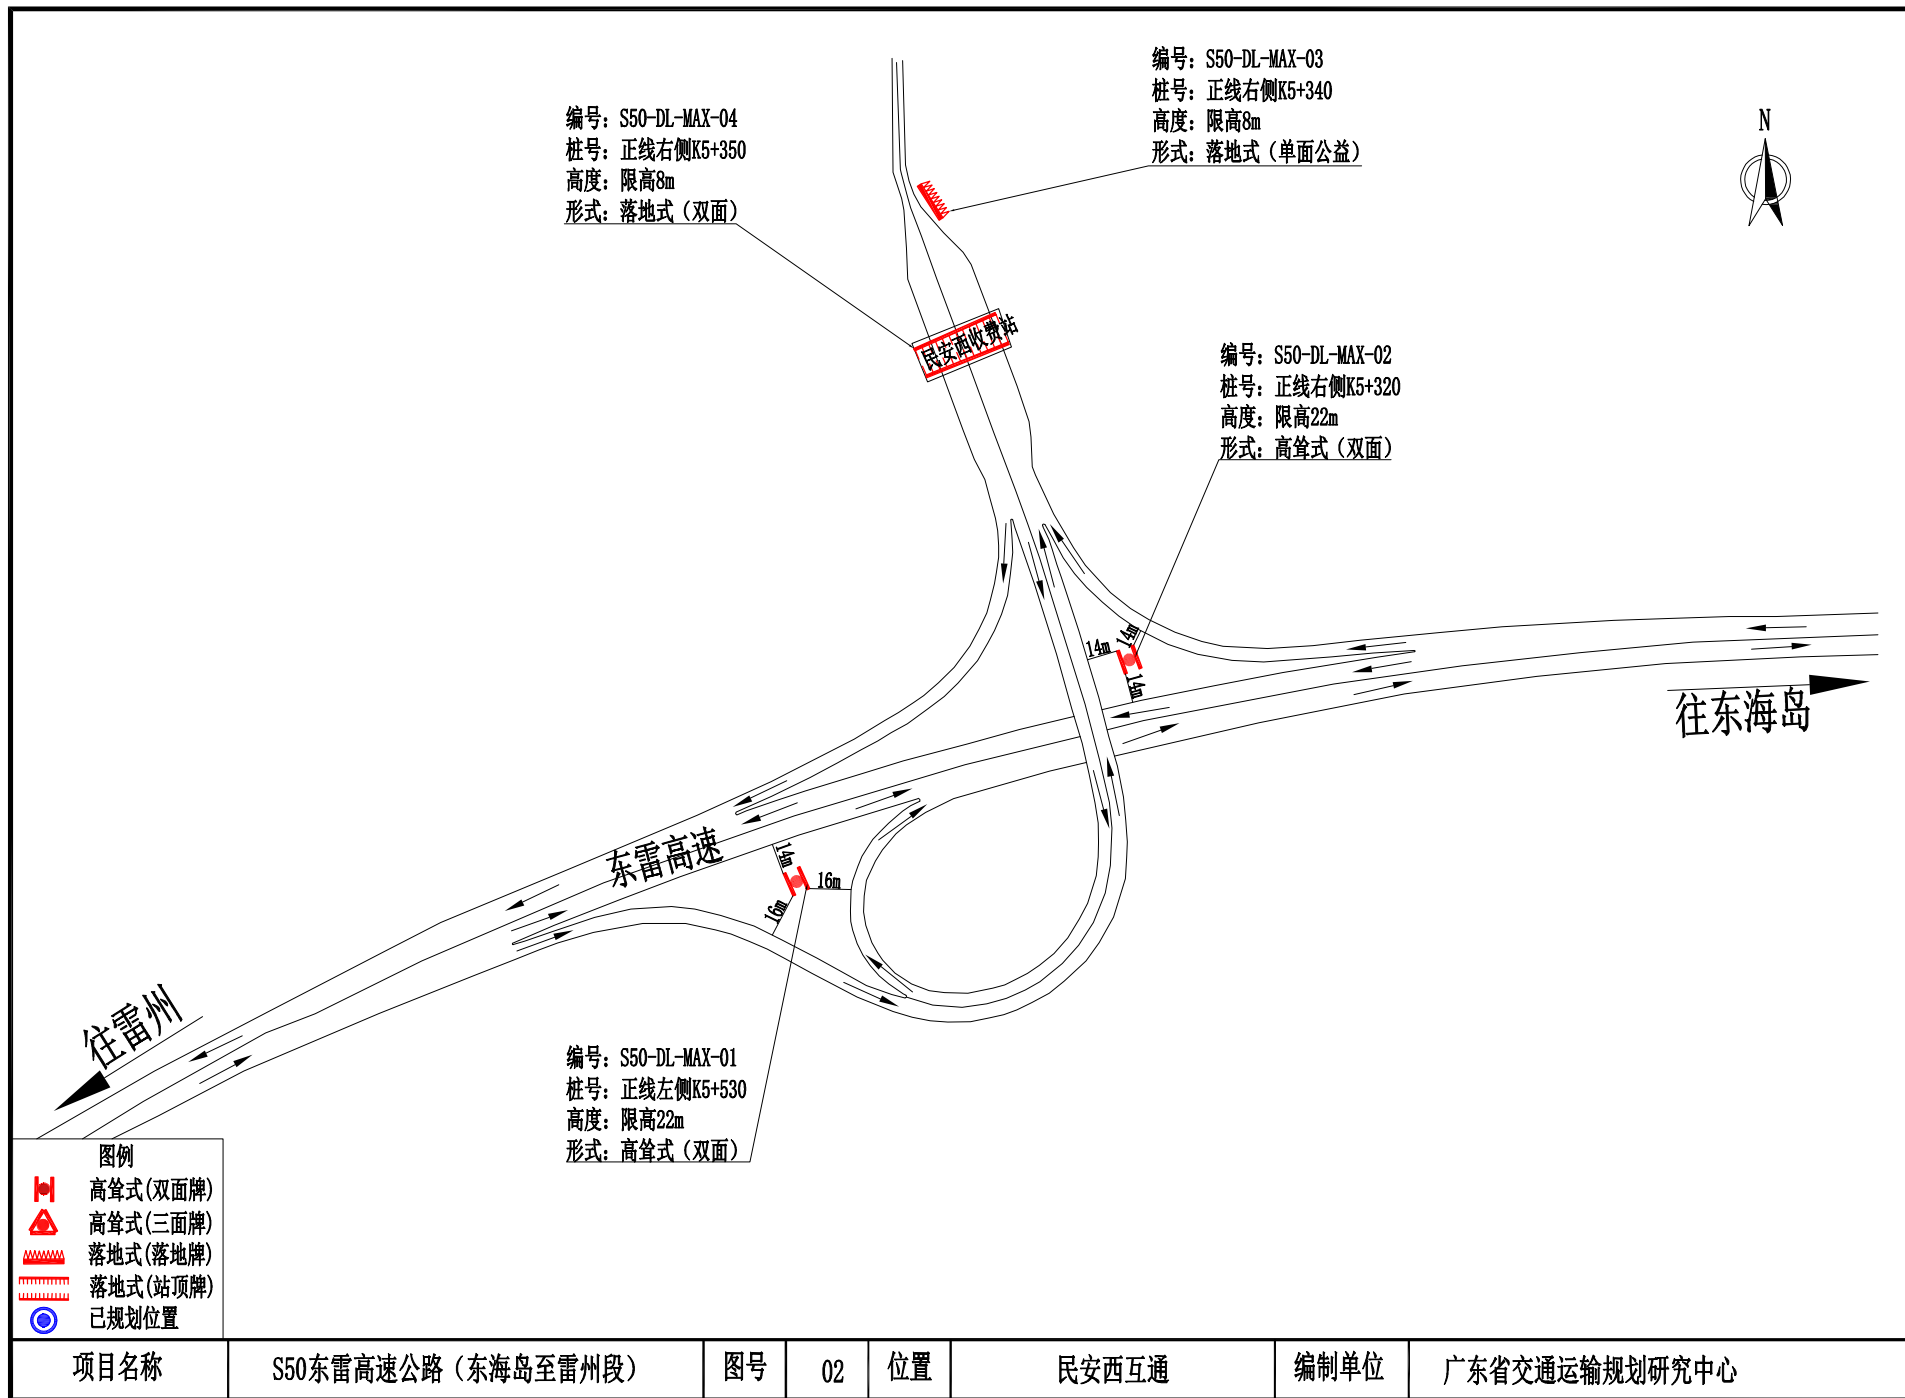 编号：S50-DL-MAX-03
桩号：正线右侧K5+340
高度：限高8m
形式：落地式（单面公益）
编号：S50-DL-MAX-04
桩号：正线右侧K5+350
高度：限高8m
形式：落地式（双面）
N
民安西收费站
编号：S50-DL-MAX-02
桩号：正线右侧K5+320
高度：限高22m
形式：高耸式（双面）
14m
14m
14m
往东海岛
东雷高速
14m
16m
16m
往雷州
编号：S50-DL-MAX-01
桩号：正线左侧K5+530
高度：限高22m
形式：高耸式（双面）
图例
高耸式(双面牌)
高耸式(三面牌)
落地式(落地牌)
落地式(站顶牌)
已规划位置
项目名称 S50东雷高速公路（东海岛至雷州段） 图号 02 位置 民安西互通 编制单位 广东省交通运输规划研究中心